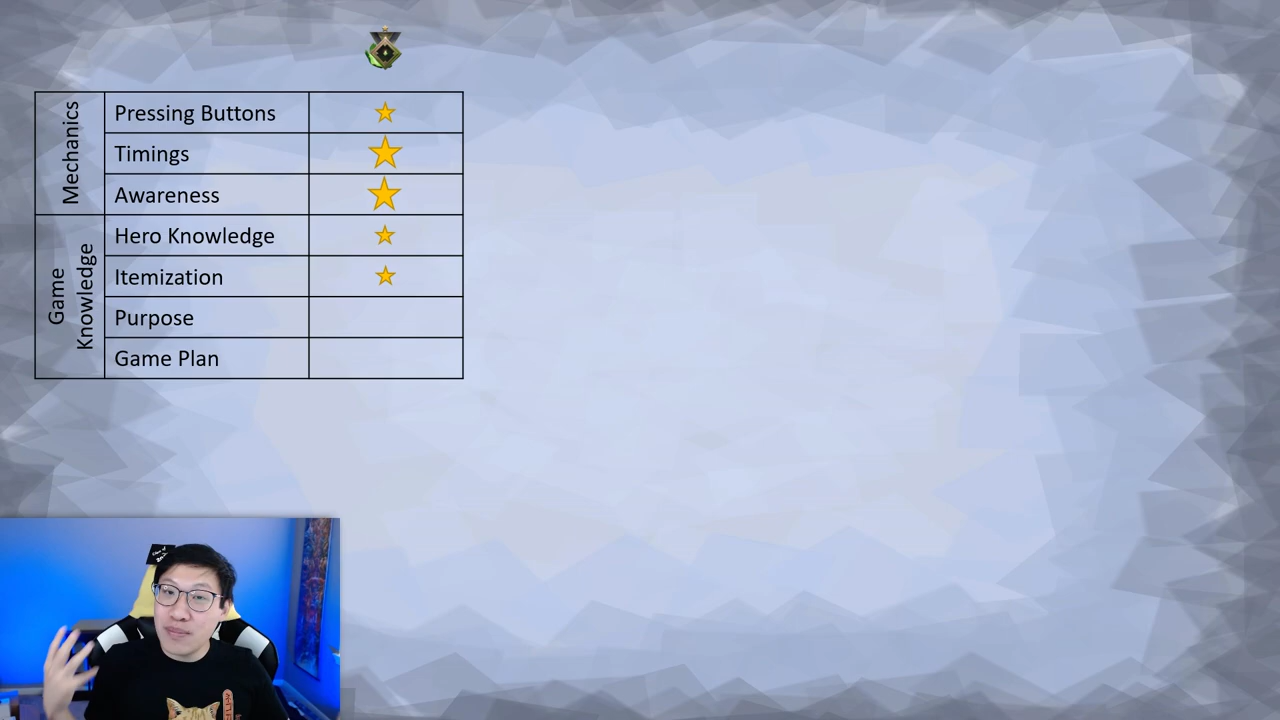 Mechanics
Pressing Buttons
Timings
Awareness
Game
Knowledge
Hero Knowledge
Itemization
Purpose
Game Plan